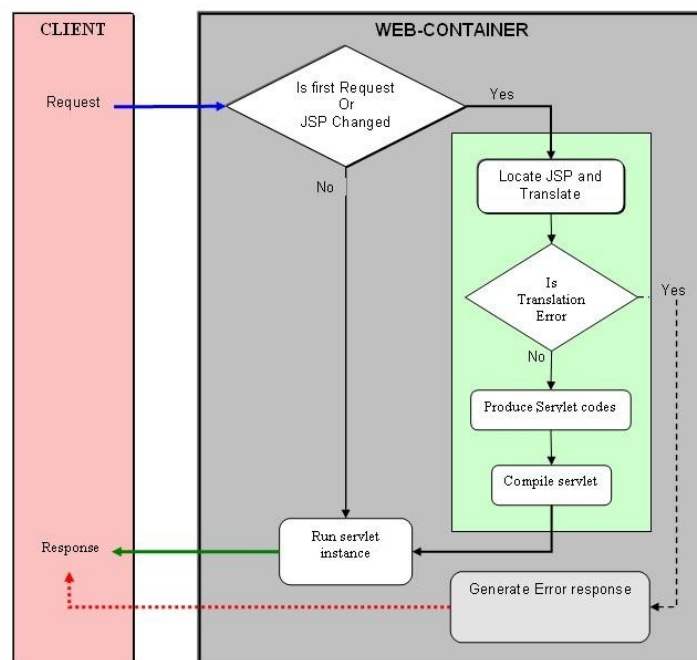 CLIENT
WEB-CONTAINER
Request
Is first Request
Or
JSP Changed
Yes
No
Locate JSP and
Translate
Is
Translation
Error
Yes
No
Produce Servlet codes
Compile servlet
Run servlet
instance
Response
Generate Error response